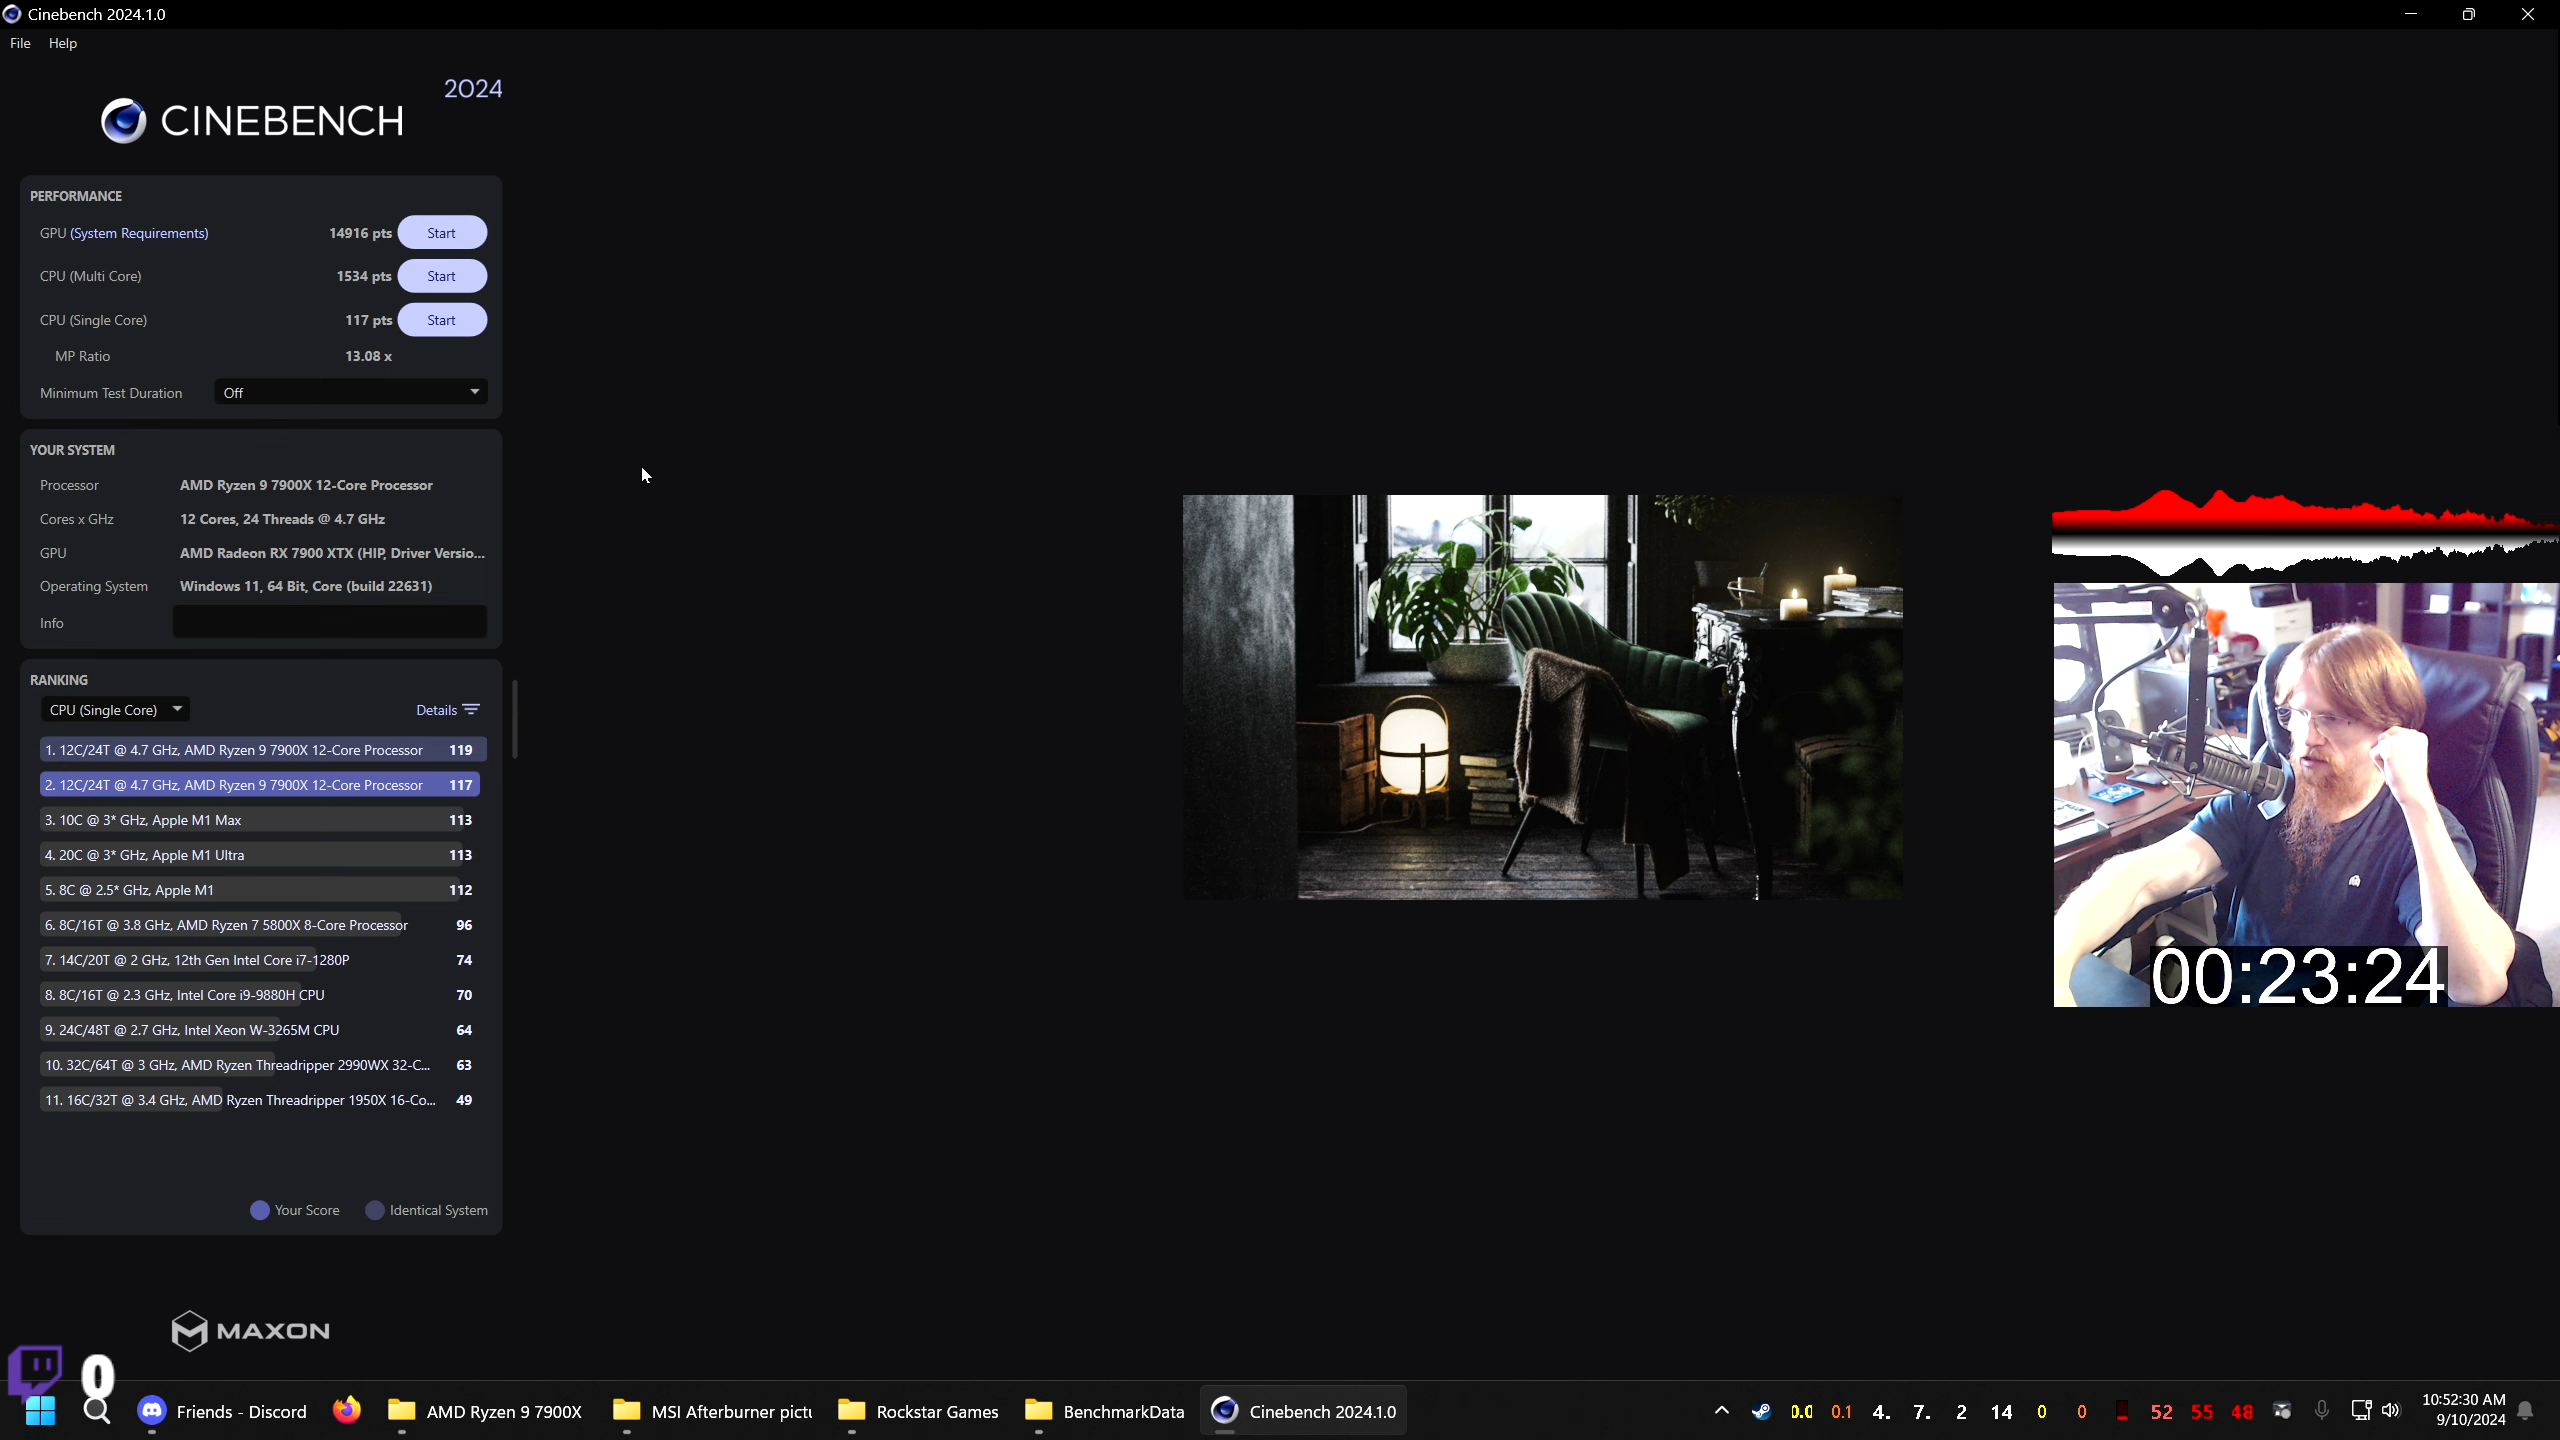 Cinebench 2024.1.0
File Help
2024
CINEBENCH
PERFORMANCE
GPU (System Requirements) 14916 pts Start
CPU (Multi Core) 1534 pts Start
CPU (Single Core) 117 pts Start
MP Ratio 13.08 x
Minimum Test Duration Off
YOUR SYSTEM
Processor AMD Ryzen 9 7900X 12-Core Processor
Cores x GHz 12 Cores, 24 Threads @ 4.7 GHz
GPU AMD Radeon RX 7900 XTX (HIP, Driver Versio...
Operating System Windows 11, 64 Bit, Core (build 22631)
Info
RANKING
CPU (Single Core) Details
1. 12C/24T @ 4.7 GHz, AMD Ryzen 9 7900X 12-Core Processor 119
2. 12C/24T @ 4.7 GHz, AMD Ryzen 9 7900X 12-Core Processor 117
3. 10C @ 3* GHz, Apple M1 Max 113
4. 20C @ 3* GHz, Apple M1 Ultra 113
5. 8C @ 2.5* GHz, Apple M1 112
6. 8C/16T @ 3.8 GHz, AMD Ryzen 7 5800X 8-Core Processor 96
7. 14C/20T @ 2 GHz, 12th Gen Intel Core i7-1280P 74
8. 8C/16T @ 2.3 GHz, Intel Core i9-9880H CPU 70
9. 24C/48T @ 2.7 GHz, Intel Xeon W-3265M CPU 64
10. 32C/64T @ 3 GHz, AMD Ryzen Threadripper 2990WX 32-C... 63
11. 16C/32T @ 3.4 GHz, AMD Ryzen Threadripper 1950X 16-Co... 49
Your Score Identical System
00:23:24
MAXON
0
Friends - Discord AMD Ryzen 9 7900X MSI Afterburner pictu Rockstar Games BenchmarkData Cinebench 2024.1.0 0.0 0.1 4. 7. 2 14 0 0 52 55 48 10:52:30 AM
9/10/2024